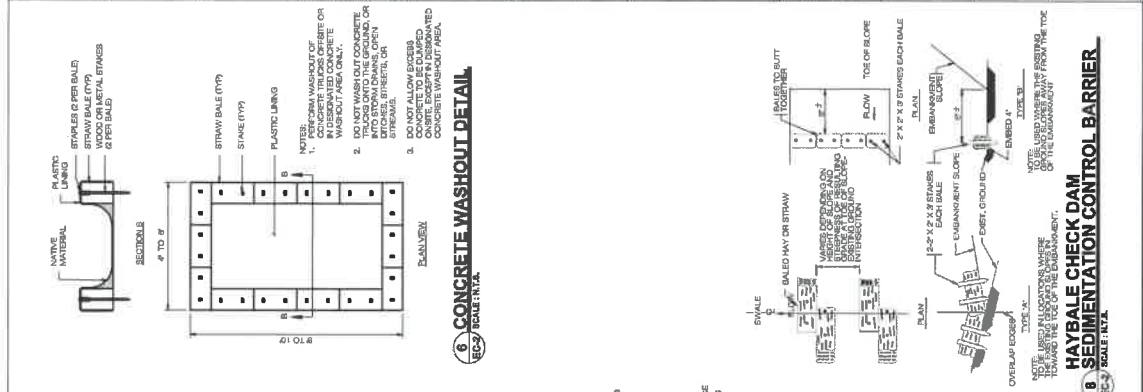 PLASTIC
LINING
STAPLES (2 PER BALE)
STRAW BALE (TYP)
WOOD OR METAL STAKES
(2 PER BALE)
NATIVE
MATERIAL
SECTION B
4' TO 6'
8' TO 10'
B
B
STRAW BALE (TYP)
STAKE (TYP)
PLASTIC LINING
PLAN VIEW
NOTES:
1. PERFORM WASHOUT OF
CONCRETE TRUCKS OFFSITE OR
IN DESIGNATED CONCRETE
WASHOUT AREA ONLY.
2. DO NOT WASH OUT CONCRETE
TRUCKS ONTO THE GROUND, OR
INTO STORM DRAINS, OPEN
DITCHES, STREETS, OR
STREAMS.
3. DO NOT ALLOW EXCESS
CONCRETE TO BE DUMPED
ONSITE, EXCEPT IN DESIGNATED
CONCRETE WASHOUT AREA.
6 CONCRETE WASHOUT DETAIL
EC-2 SCALE : N.T.S.
SWALE
BALED HAY OR STRAW
VARIES DEPENDING ON
HEIGHT OF SLOPE AND
STEEPNESS OF RESULTING
GRADE AT TOE OF SLOPE-
EXISTING GROUND
INTERSECTION
PLAN
2-2" X 2" X 3' STAKES
EACH BALE
EMBANKMENT SLOPE
EXIST. GROUND
OVERLAP EDGES
TYPE 'A'
NOTE:
TO BE USED IN LOCATIONS WHERE
THE EXISTING GROUND SLOPES IN
TOWARD THE TOE OF THE EMBANKMENT.
BALES TO BUTT
TOGETHER
FLOW
TOE OF SLOPE
2" X 2" X 3' STAKES EACH BALE
PLAN
EMBANKMENT
SLOPE
EMBED 4"
TYPE 'B'
NOTE:
TO BE USED WHERE THE EXISTING
GROUND SLOPES AWAY FROM THE TOE
OF THE EMBANKMENT
HAYBALE CHECK DAM
8 SEDIMENTATION CONTROL BARRIER
EC-2 SCALE : N.T.S.